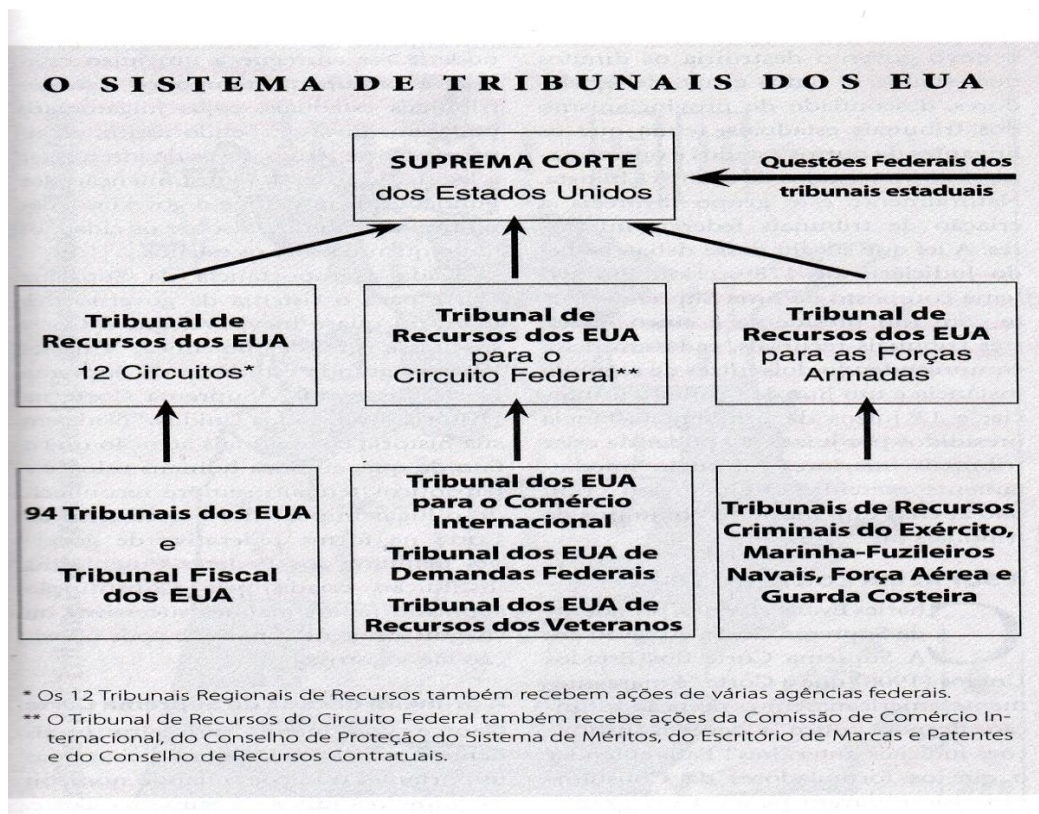 O SISTEMA DE TRIBUNAIS DOS EUA
SUPREMA CORTE
dos Estados Unidos
Questões Federais dos
tribunais estaduais
Tribunal de
Recursos dos EUA
12 Circuitos*
Tribunal de
Recursos dos EUA
para o
Circuito Federal**
Tribunal de
Recursos dos EUA
para as Forças
Armadas
94 Tribunais dos EUA
e
Tribunal Fiscal
dos EUA
Tribunal dos EUA
para o Comércio
Internacional
Tribunal dos EUA de
Demandas Federais
Tribunal dos EUA de
Recursos dos Veteranos
Tribunais de Recursos
Criminais do Exército,
Marinha-Fuzileiros
Navais, Força Aérea e
Guarda Costeira
* Os 12 Tribunais Regionais de Recursos também recebem ações de várias agências federais.
** O Tribunal de Recursos do Circuito Federal também recebe ações da Comissão de Comércio In-
ternacional, do Conselho de Proteção do Sistema de Méritos, do Escritório de Marcas e Patentes
e do Conselho de Recursos Contratuais.